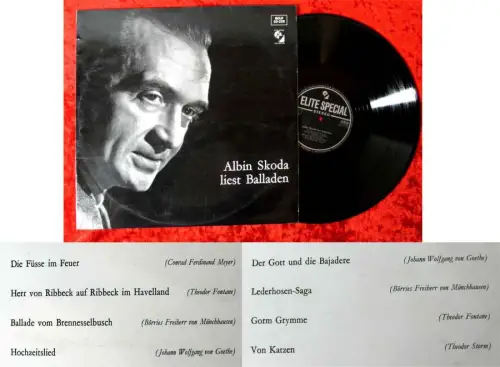 Albin Skoda
liest Balladen
ELITE SPECIAL
STEREO
Die Füsse im Feuer (Conrad Ferdinand Meyer)
Herr von Ribbeck auf Ribbeck im Havelland (Theodor Fontane)
Ballade vom Brennesselbusch (Börries Freiherr von Münchhausen)
Hochzeitslied (Johann Wolfgang von Goethe)
Der Gott und die Bajadere (Johann Wolfgang von Goethe)
Lederhosen-Saga (Börries Freiherr von Münchhausen)
Gorm Grymme (Theodor Fontane)
Von Katzen (Theodor Storm)